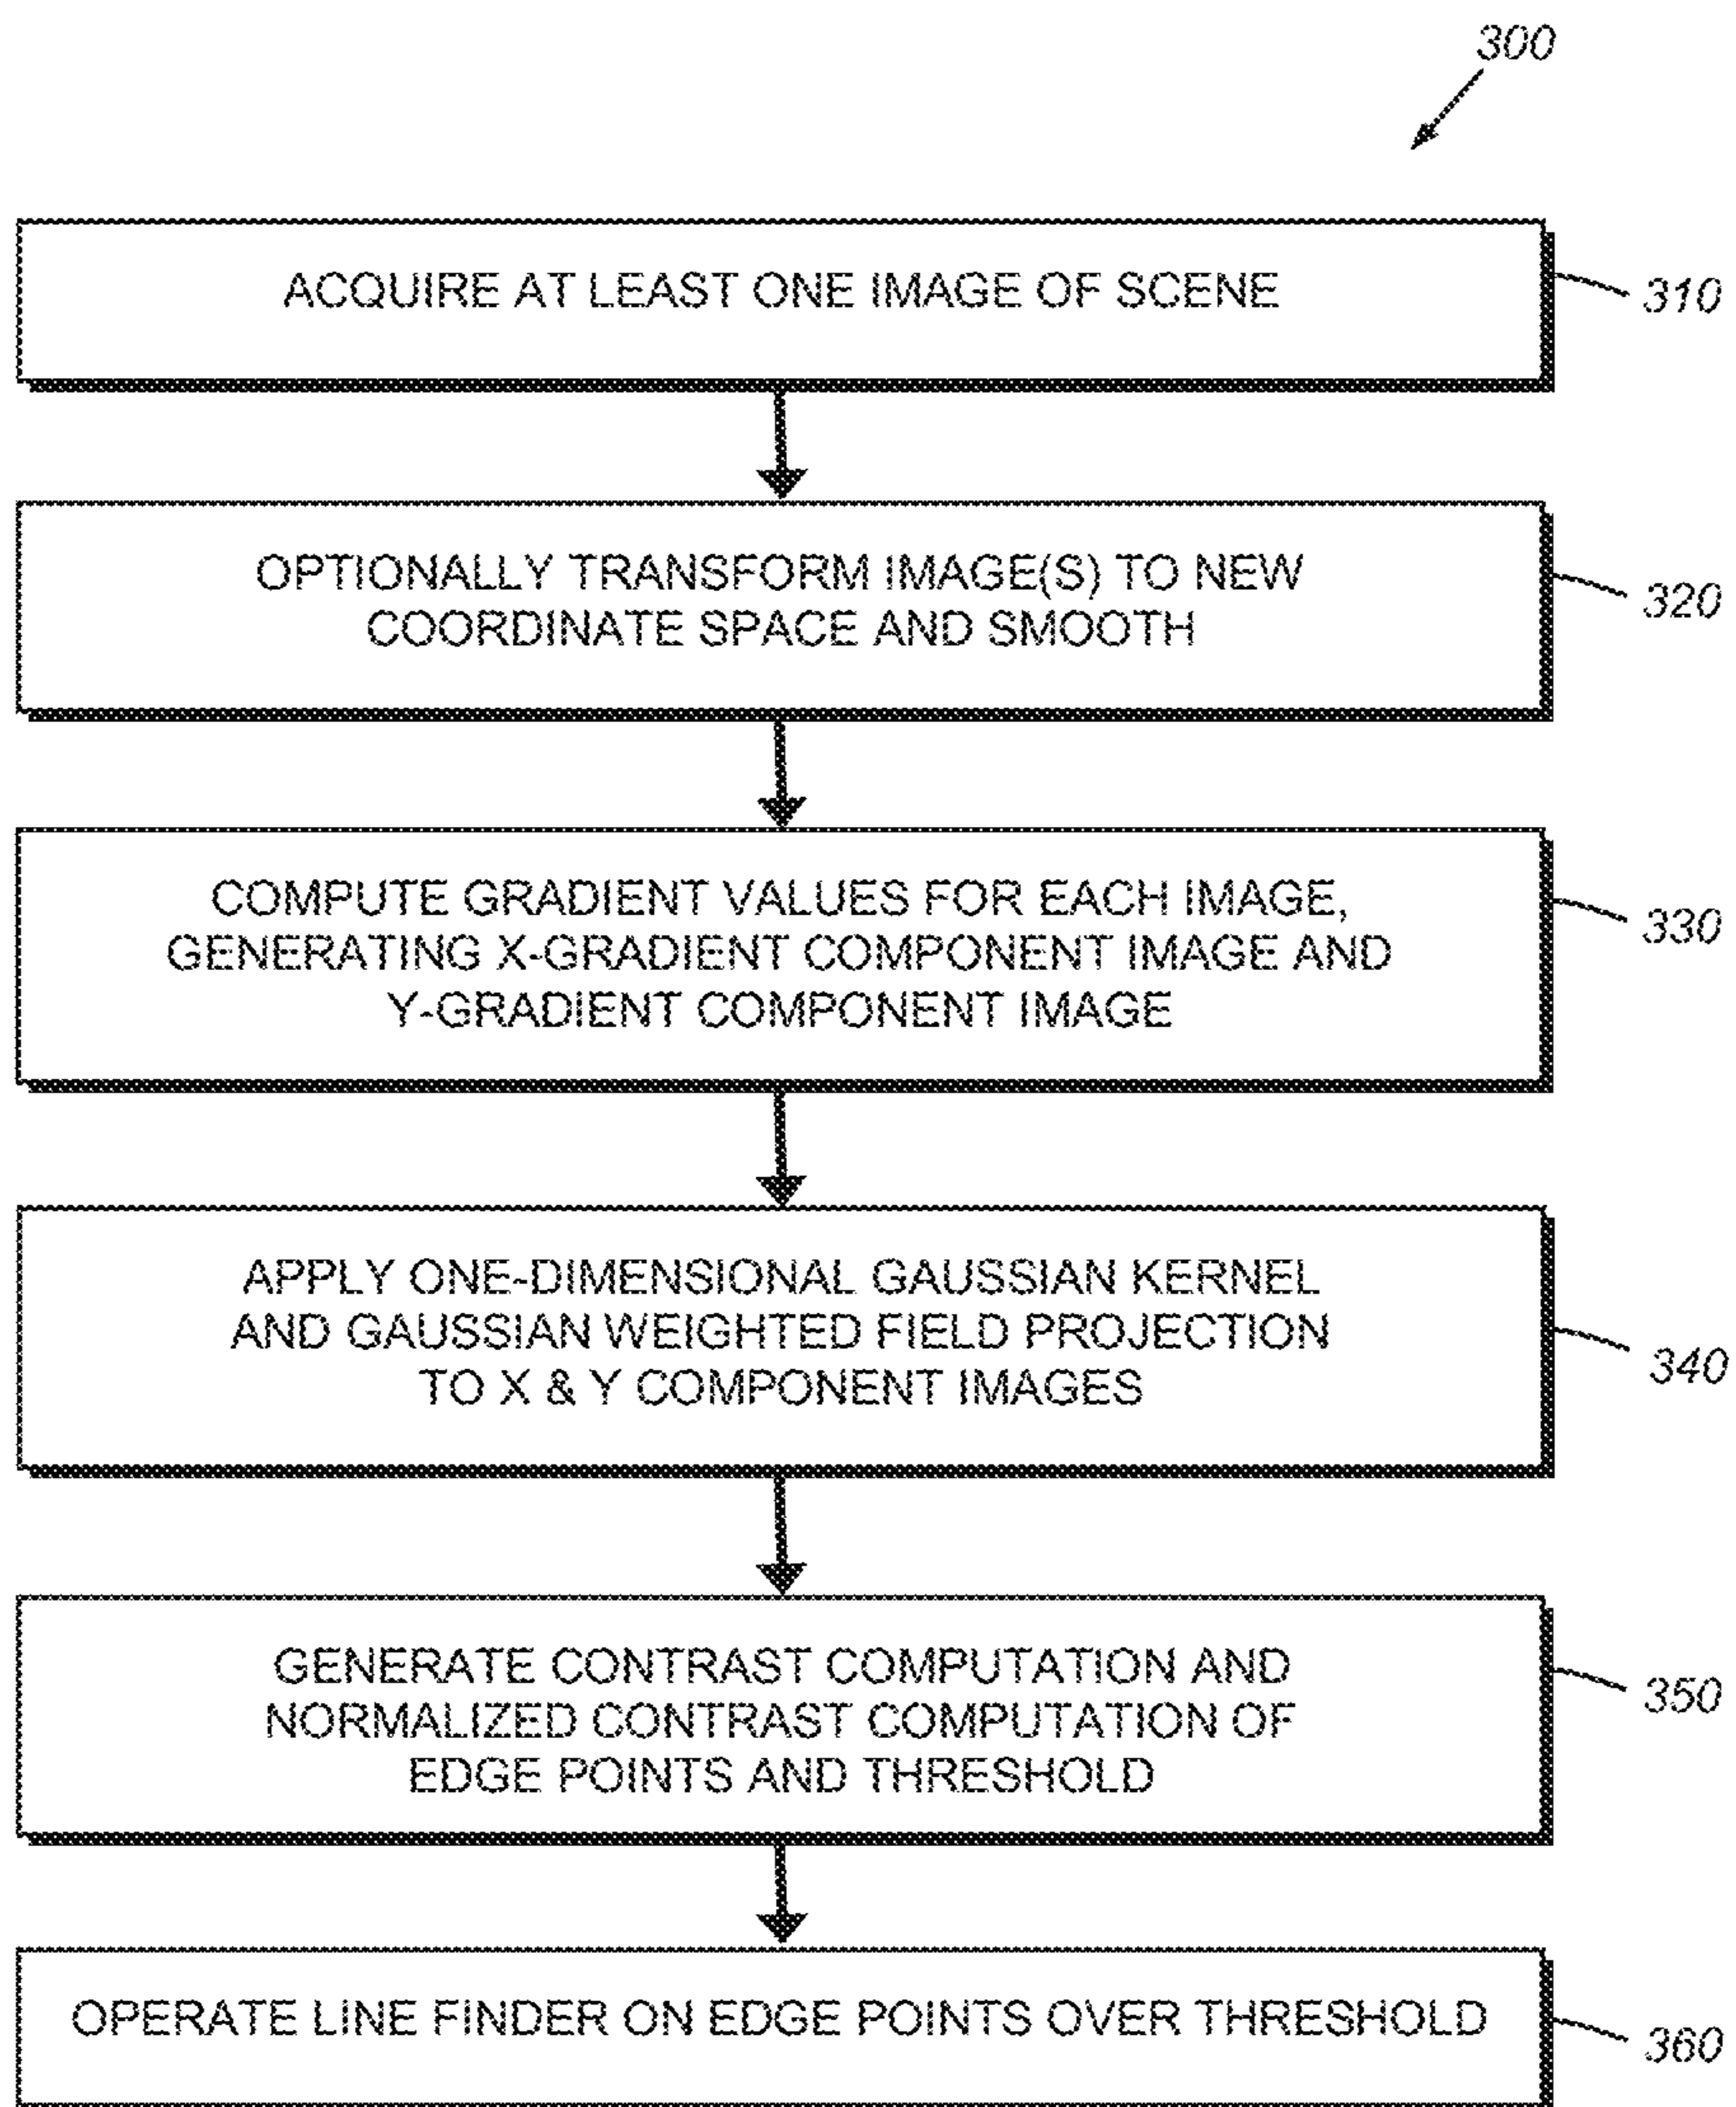 300
ACQUIRE AT LEAST ONE IMAGE OF SCENE
310
OPTIONALLY TRANSFORM IMAGE(S) TO NEW
COORDINATE SPACE AND SMOOTH
320
COMPUTE GRADIENT VALUES FOR EACH IMAGE,
GENERATING X-GRADIENT COMPONENT IMAGE AND
Y-GRADIENT COMPONENT IMAGE
330
APPLY ONE-DIMENSIONAL GAUSSIAN KERNEL
AND GAUSSIAN WEIGHTED FIELD PROJECTION
TO X & Y COMPONENT IMAGES
340
GENERATE CONTRAST COMPUTATION AND
NORMALIZED CONTRAST COMPUTATION OF
EDGE POINTS AND THRESHOLD
350
OPERATE LINE FINDER ON EDGE POINTS OVER THRESHOLD
360